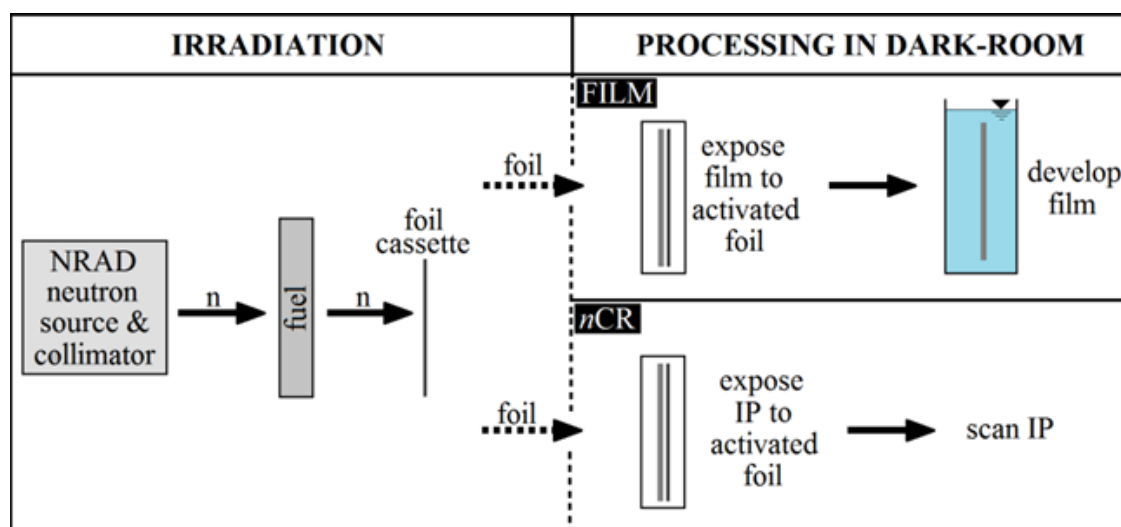 IRRADIATION
PROCESSING IN DARK-ROOM
NRAD
neutron
source &
collimator
n
fuel
n
foil
cassette
foil
foil
FILM
expose
film to
activated
foil
develop
film
nCR
expose
IP to
activated
foil
scan IP